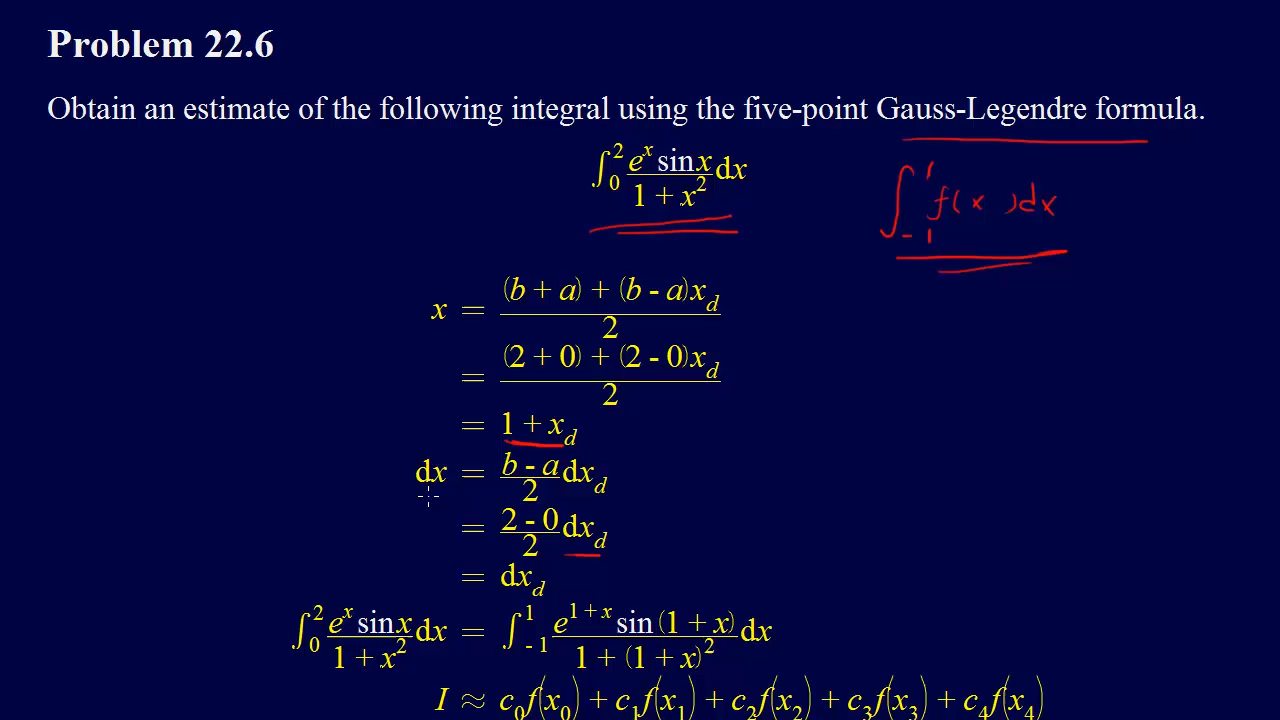 Problem 22.6
Obtain an estimate of the following integral using the five-point Gauss-Legendre formula.
∫₀² eˣ sinx / 1 + x² dx
∫₋₁¹ f(x)dx
x = (b + a) + (b - a)x_d / 2
= (2 + 0) + (2 - 0)x_d / 2
= 1 + x_d
dx = b - a / 2 dx_d
= 2 - 0 / 2 dx_d
= dx_d
∫₀² eˣ sinx / 1 + x² dx = ∫₋₁¹ e¹⁺ˣ sin(1 + x) / 1 + (1 + x)² dx
I ≈ c₀f(x₀) + c₁f(x₁) + c₂f(x₂) + c₃f(x₃) + c₄f(x₄)